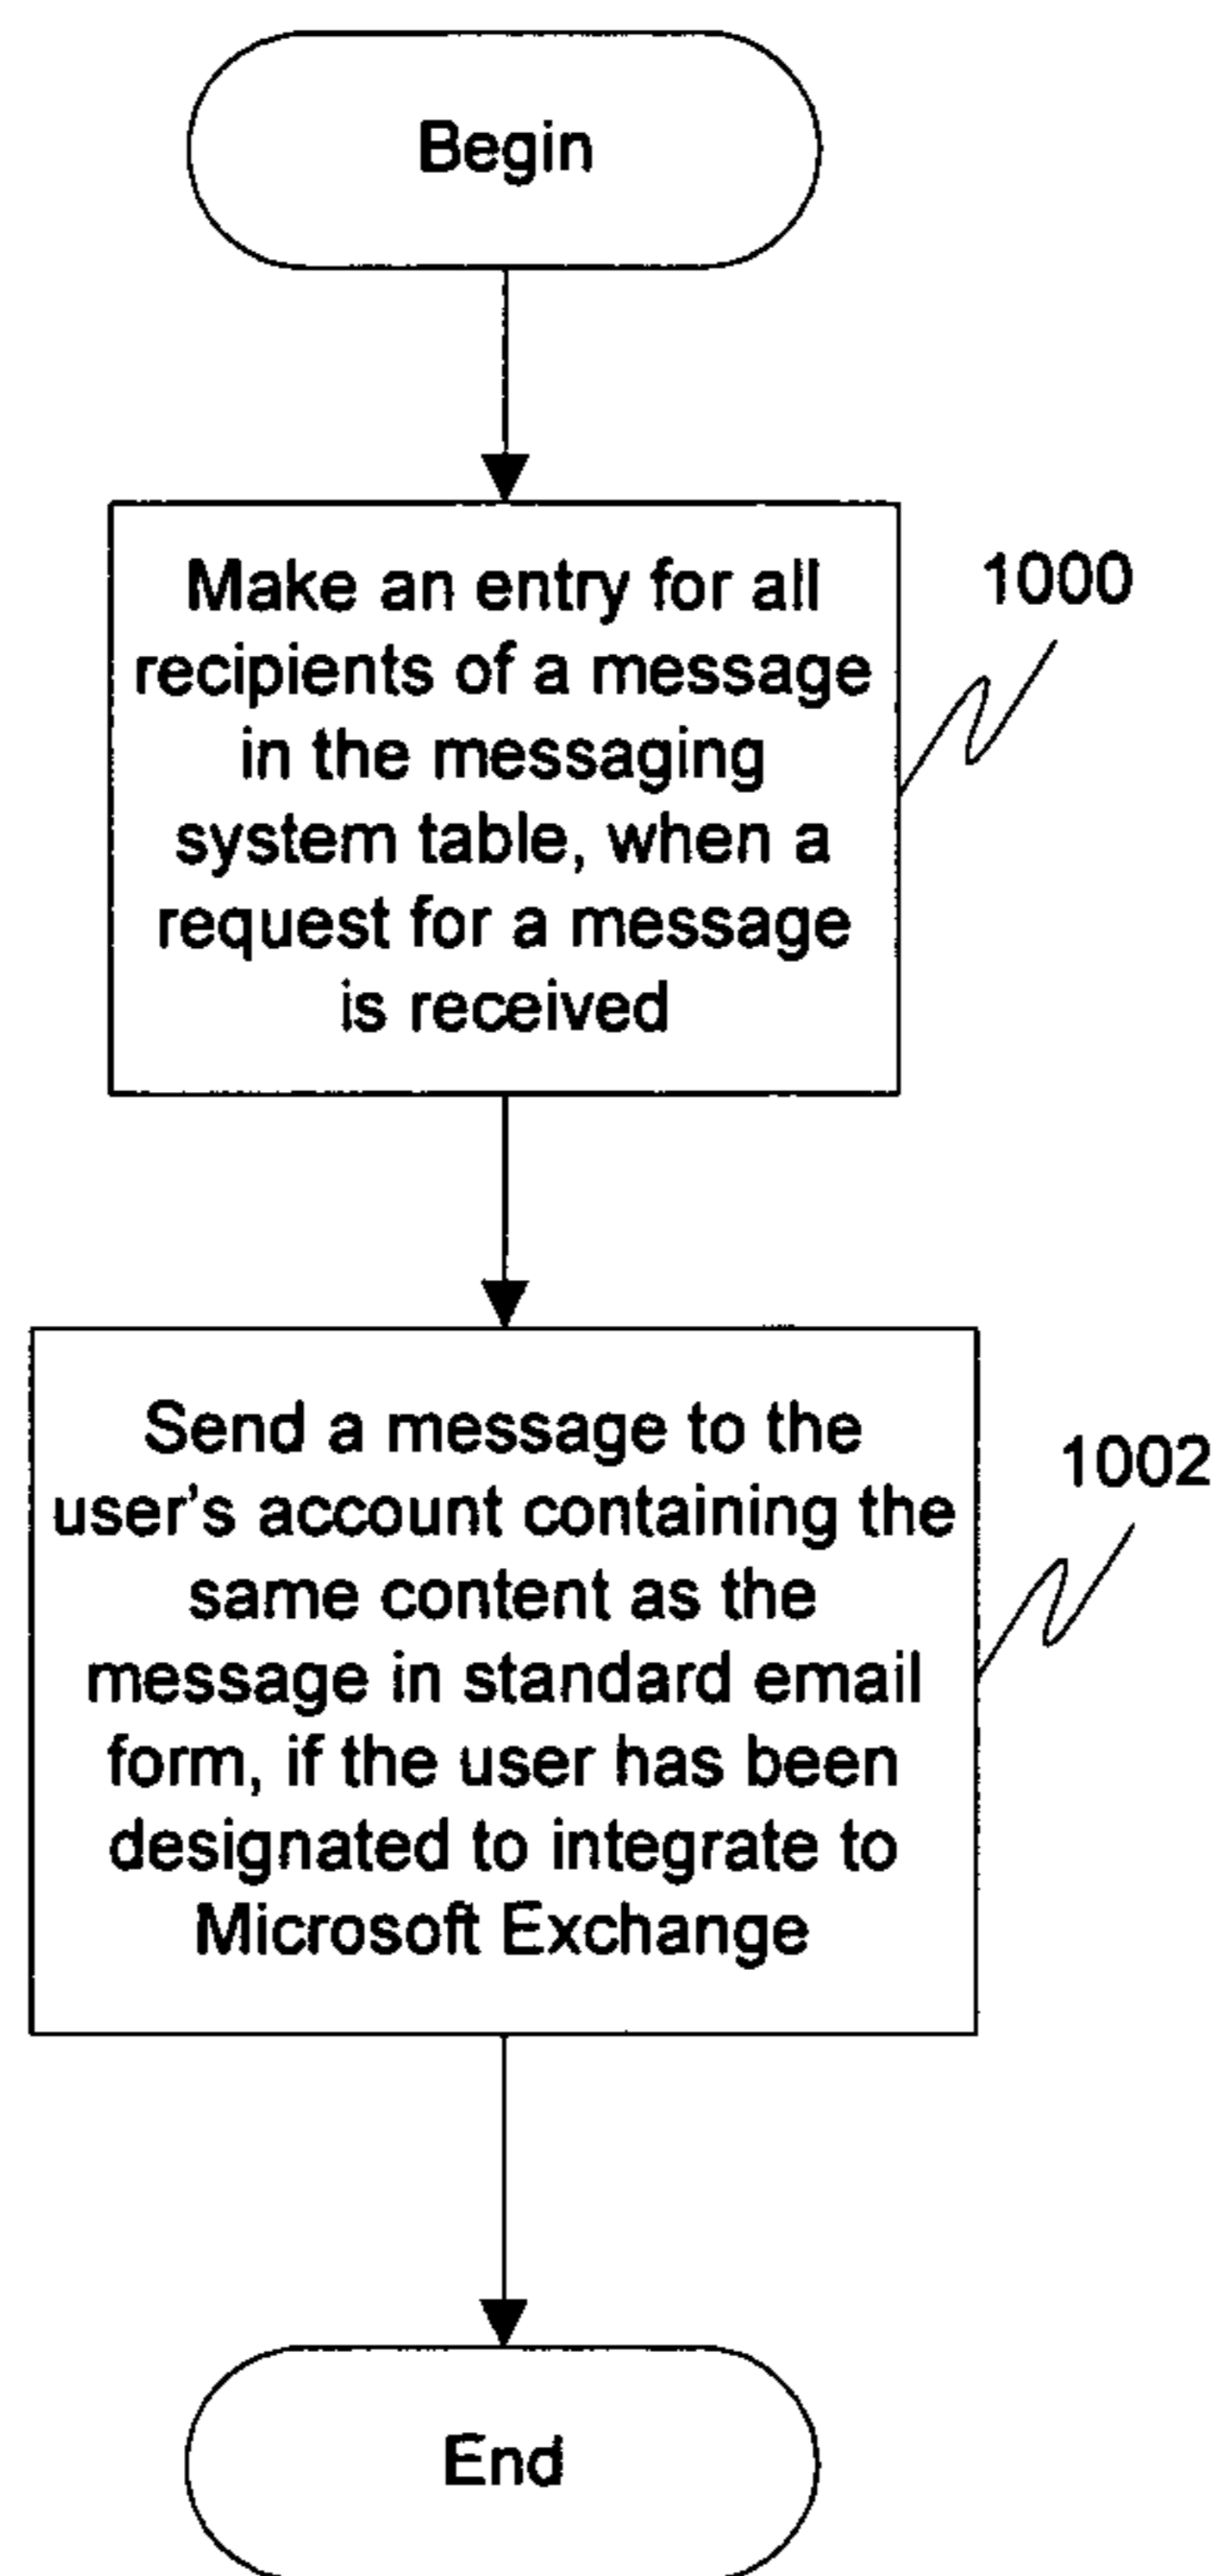 Begin
Make an entry for all
recipients of a message
in the messaging
system table, when a
request for a message
is received
1000
Send a message to the
user's account containing the
same content as the
message in standard email
form, if the user has been
designated to integrate to
Microsoft Exchange
1002
End